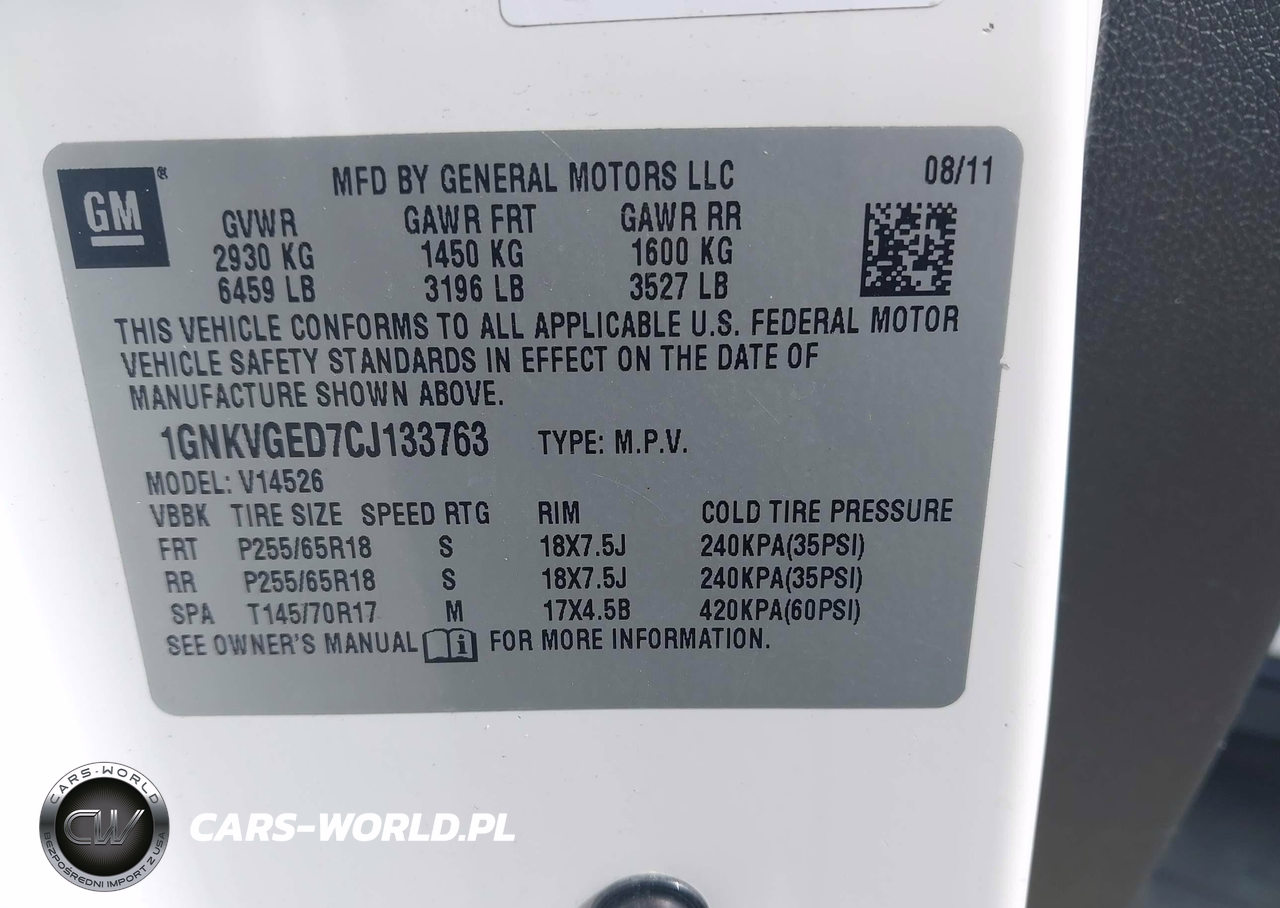 GM®
MFD BY GENERAL MOTORS LLC
08/11
GVWR GAWR FRT GAWR RR
2930 KG 1450 KG 1600 KG
6459 LB 3196 LB 3527 LB
THIS VEHICLE CONFORMS TO ALL APPLICABLE U.S. FEDERAL MOTOR
VEHICLE SAFETY STANDARDS IN EFFECT ON THE DATE OF
MANUFACTURE SHOWN ABOVE.
1GNKVGED7CJ133763 TYPE: M.P.V.
MODEL: V14526
VBBK TIRE SIZE SPEED RTG RIM COLD TIRE PRESSURE
FRT P255/65R18 S 18X7.5J 240KPA(35PSI)
RR P255/65R18 S 18X7.5J 240KPA(35PSI)
SPA T145/70R17 M 17X4.5B 420KPA(60PSI)
SEE OWNER'S MANUAL FOR MORE INFORMATION.
CARS-WORLD
CW
BEZPOŚREDNI IMPORT Z USA
CARS-WORLD.PL